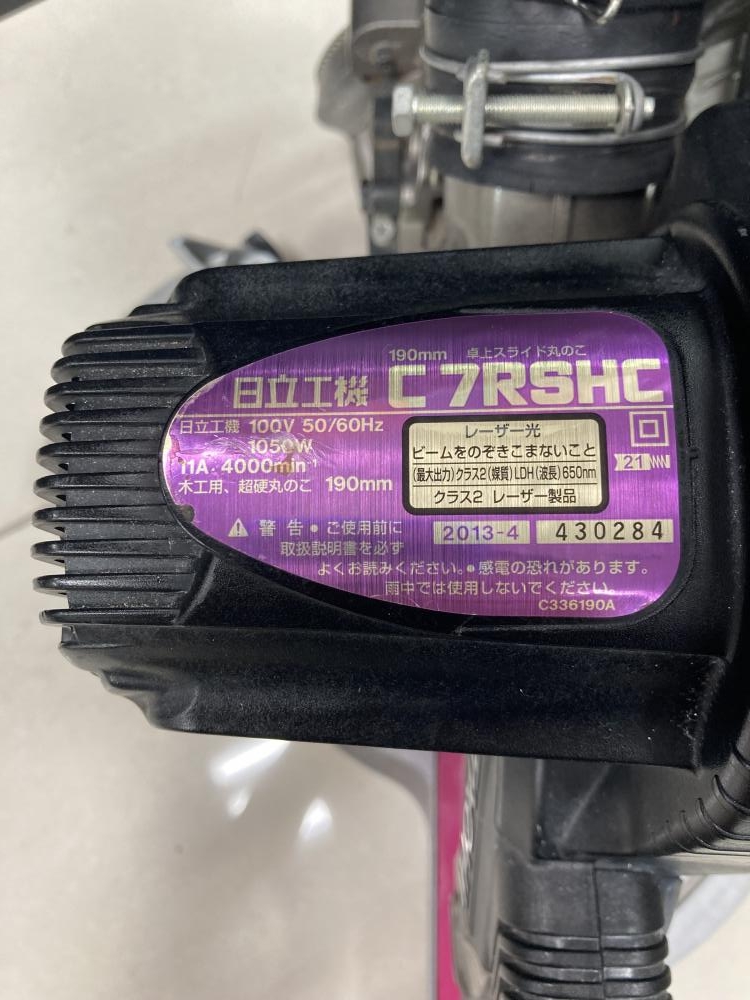 190mm 卓上スライド丸のこ
日立工機 C 7RSHC
日立工機 100V 50/60Hz
1050W
11A 4000min⁻¹
木工用、超硬丸のこ 190mm
レーザー光
ビームをのぞきこまないこと
(最大出力)クラス2(媒質)LDH(波長)650nm
クラス2 レーザー製品
21
警告 ● ご使用前に
取扱説明書を必ず
よくお読みください。● 感電の恐れがあります。
雨中では使用しないでください。
2013-4 430284
C336190A